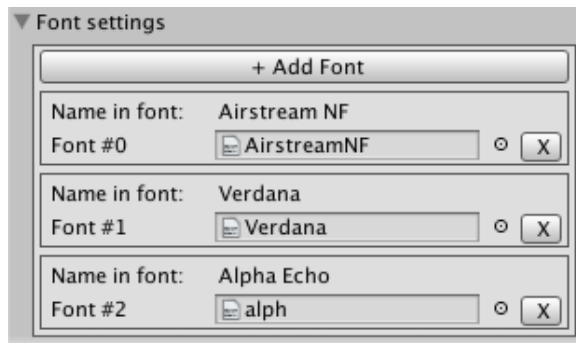 Font settings
+ Add Font
Name in font: Airstream NF
Font #0 AirstreamNF X
Name in font: Verdana
Font #1 Verdana X
Name in font: Alpha Echo
Font #2 alph X